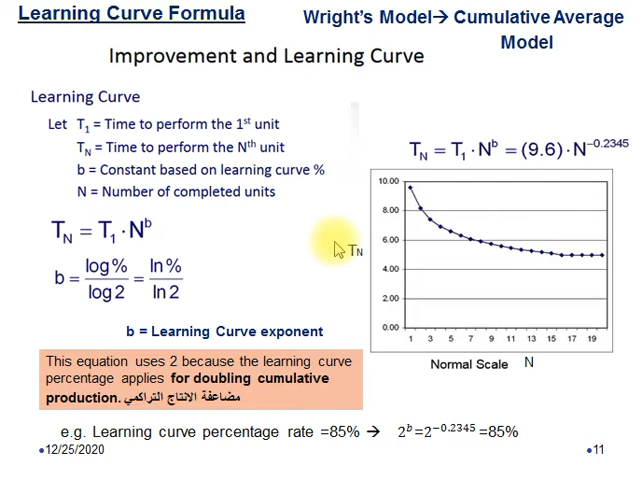 Learning Curve Formula
Wright's Model→ Cumulative Average
Model
Improvement and Learning Curve
Learning Curve
Let T₁ = Time to perform the 1ˢᵗ unit
T_N = Time to perform the Nᵗʰ unit
b = Constant based on learning curve %
N = Number of completed units
T_N = T₁ · Nᵇ
b = log% / log2 = ln% / ln2
b = Learning Curve exponent
This equation uses 2 because the learning curve
percentage applies for doubling cumulative
production. مضاعفة الانتاج التراكمي
T_N = T₁ · Nᵇ = (9.6) · N⁻⁰·²³⁴⁵
10.00
8.00
6.00
4.00
2.00
0.00
T_N
1 3 5 7 9 11 13 15 17 19
Normal Scale N
e.g. Learning curve percentage rate =85% → 2ᵇ=2⁻⁰·²³⁴⁵=85%
•12/25/2020
•11